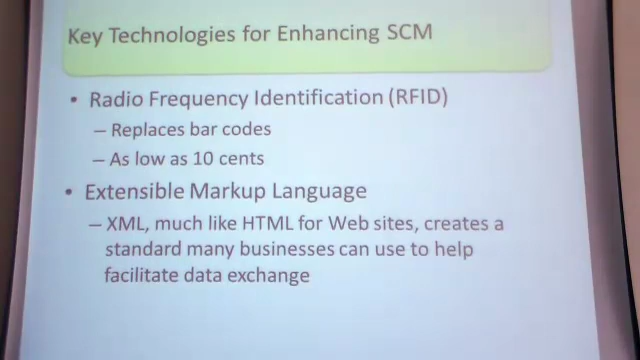 Key Technologies for Enhancing SCM
• Radio Frequency Identification (RFID)
– Replaces bar codes
– As low as 10 cents
• Extensible Markup Language
– XML, much like HTML for Web sites, creates a
standard many businesses can use to help
facilitate data exchange